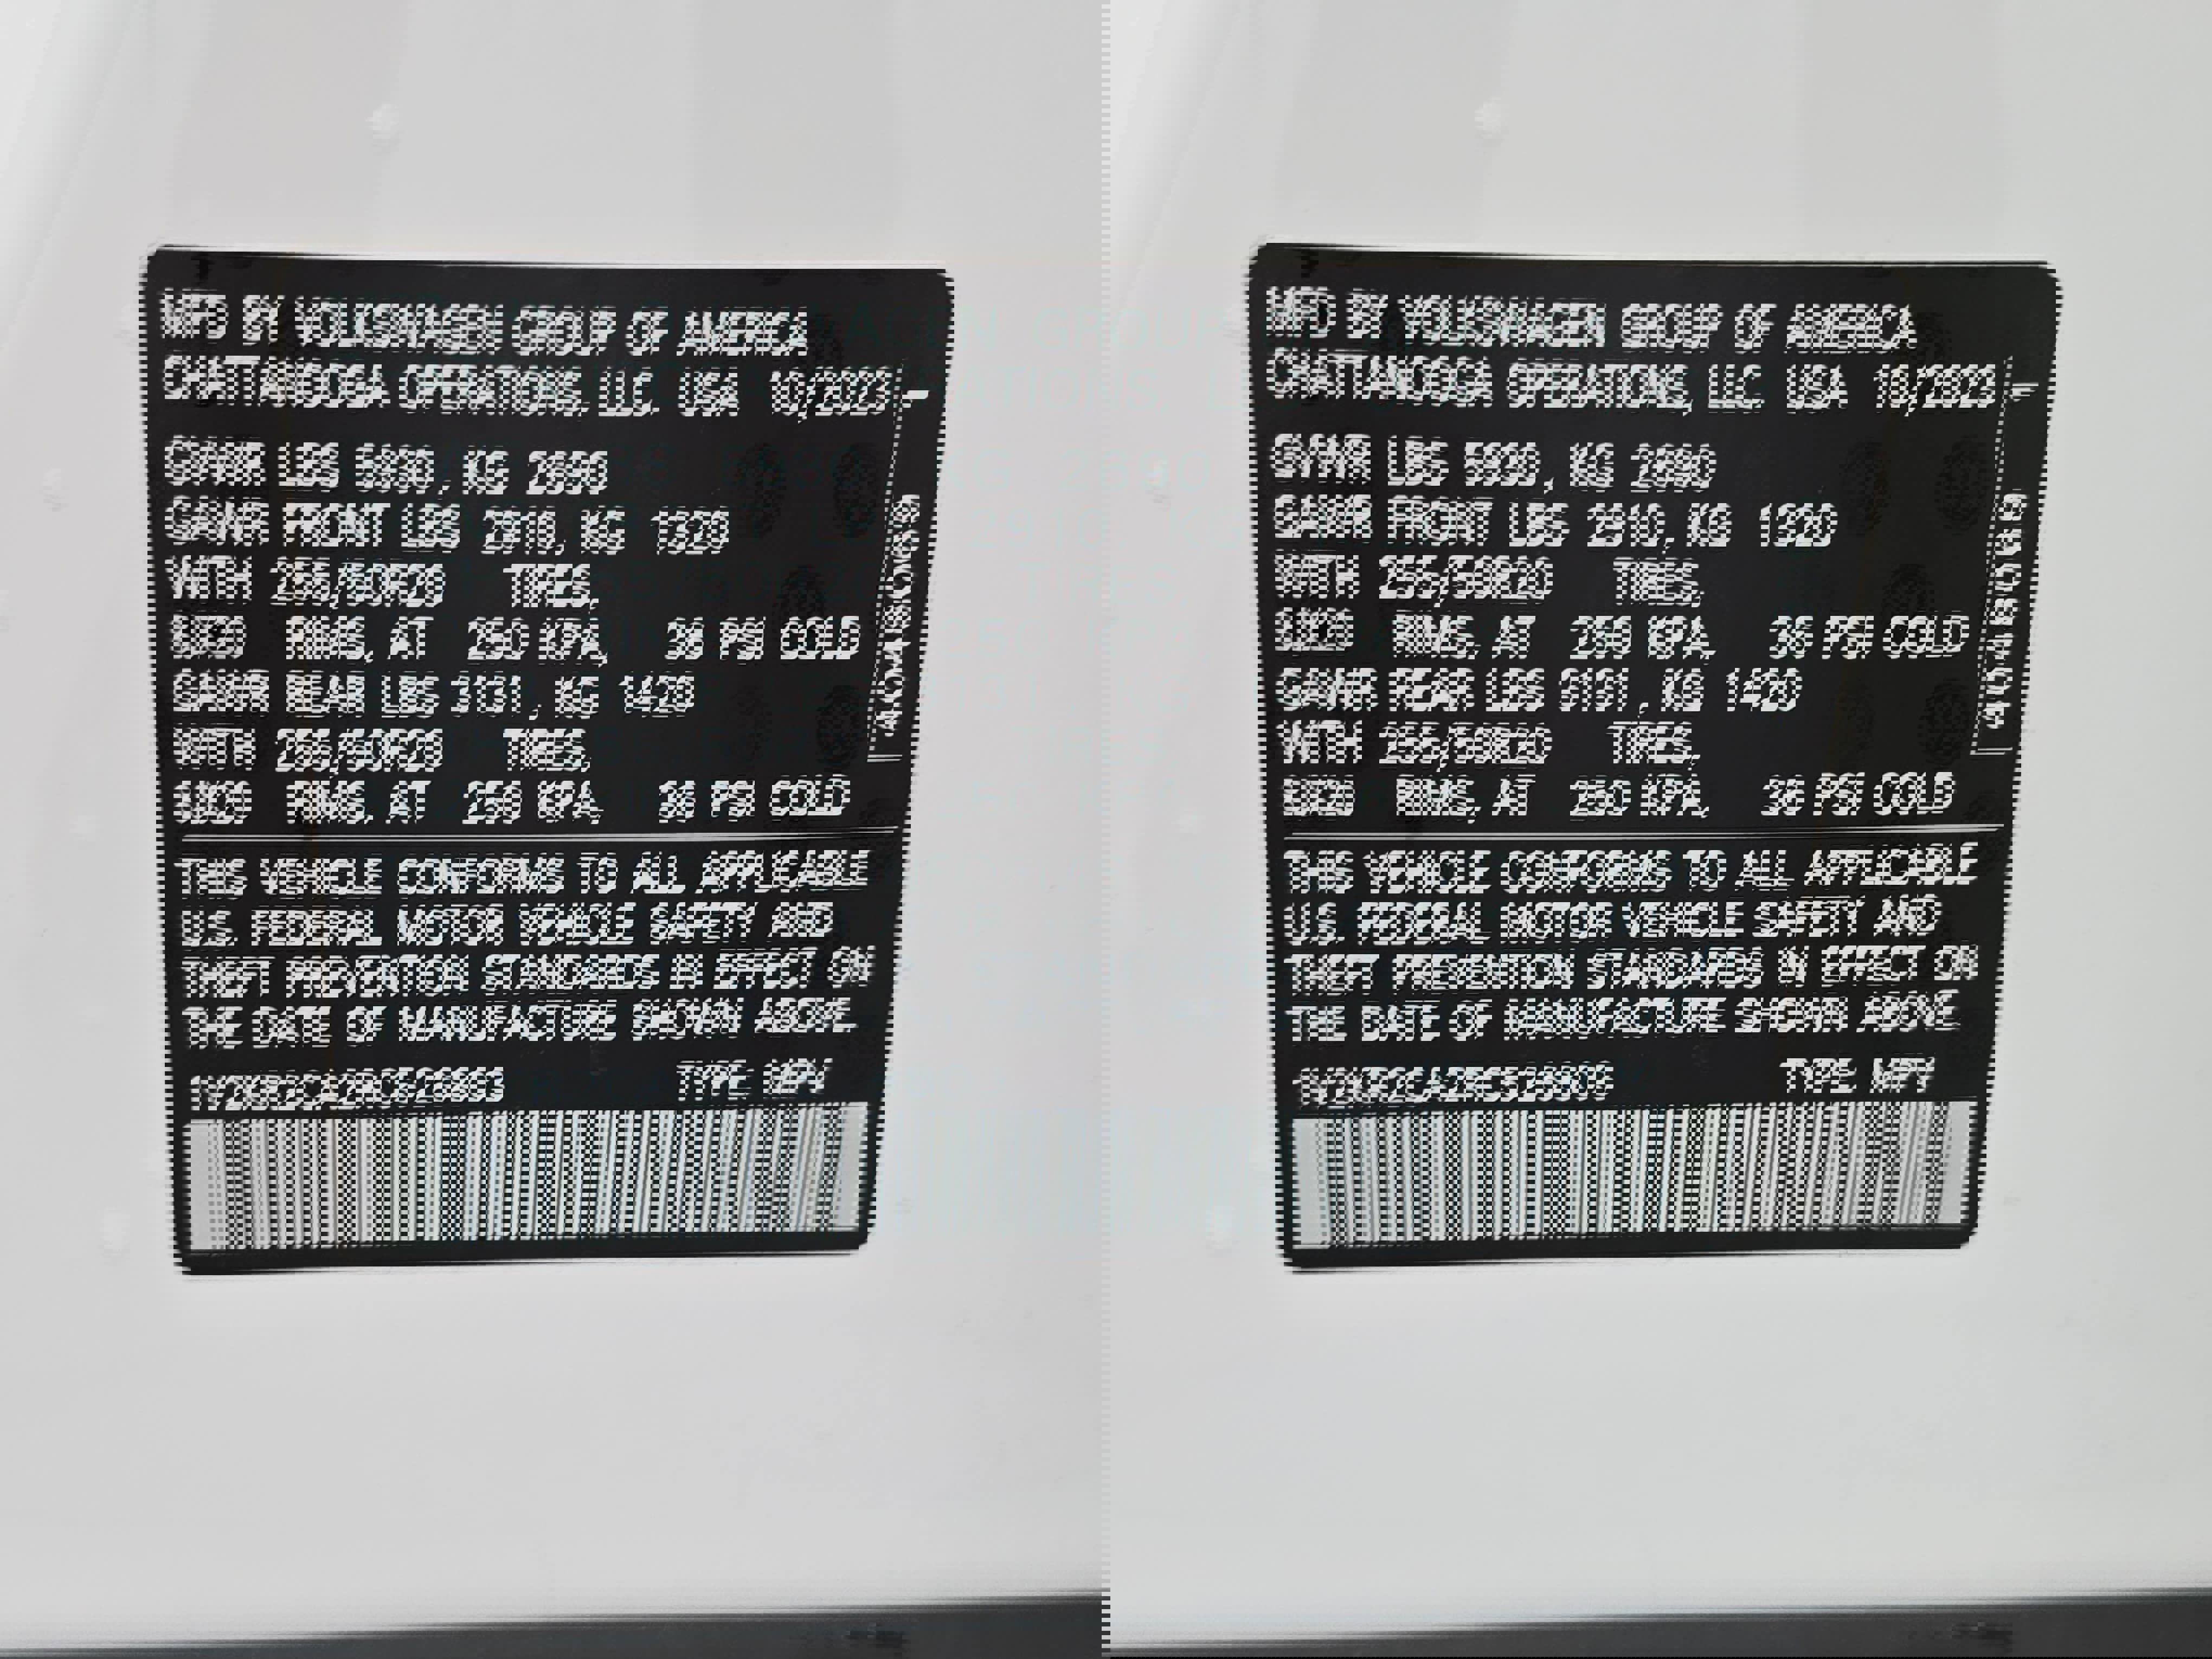 MFD BY VOLKSWAGEN GROUP OF AMERICA
CHATTANOOGA OPERATIONS, LLC. USA 10/2023
GVWR LBS 5930, KG 2690
GAWR FRONT LBS 2910, KG 1320
WITH 255/50R20 TIRES,
8JX20 RIMS, AT 250 KPA, 36 PSI COLD
GAWR REAR LBS 3131, KG 1420
WITH 255/50R20 TIRES,
8JX20 RIMS, AT 250 KPA, 36 PSI COLD
THIS VEHICLE CONFORMS TO ALL APPLICABLE
U.S. FEDERAL MOTOR VEHICLE SAFETY AND
THEFT PREVENTION STANDARDS IN EFFECT ON
THE DATE OF MANUFACTURE SHOWN ABOVE.
TYPE: MPV
MFD BY VOLKSWAGEN GROUP OF AMERICA
CHATTANOOGA OPERATIONS, LLC. USA 10/2023
GVWR LBS 5930, KG 2690
GAWR FRONT LBS 2910, KG 1320
WITH 255/50R20 TIRES,
8JX20 RIMS, AT 250 KPA, 36 PSI COLD
GAWR REAR LBS 3131, KG 1420
WITH 255/50R20 TIRES,
8JX20 RIMS, AT 250 KPA, 36 PSI COLD
THIS VEHICLE CONFORMS TO ALL APPLICABLE
U.S. FEDERAL MOTOR VEHICLE SAFETY AND
THEFT PREVENTION STANDARDS IN EFFECT ON
THE DATE OF MANUFACTURE SHOWN ABOVE.
TYPE: MPV